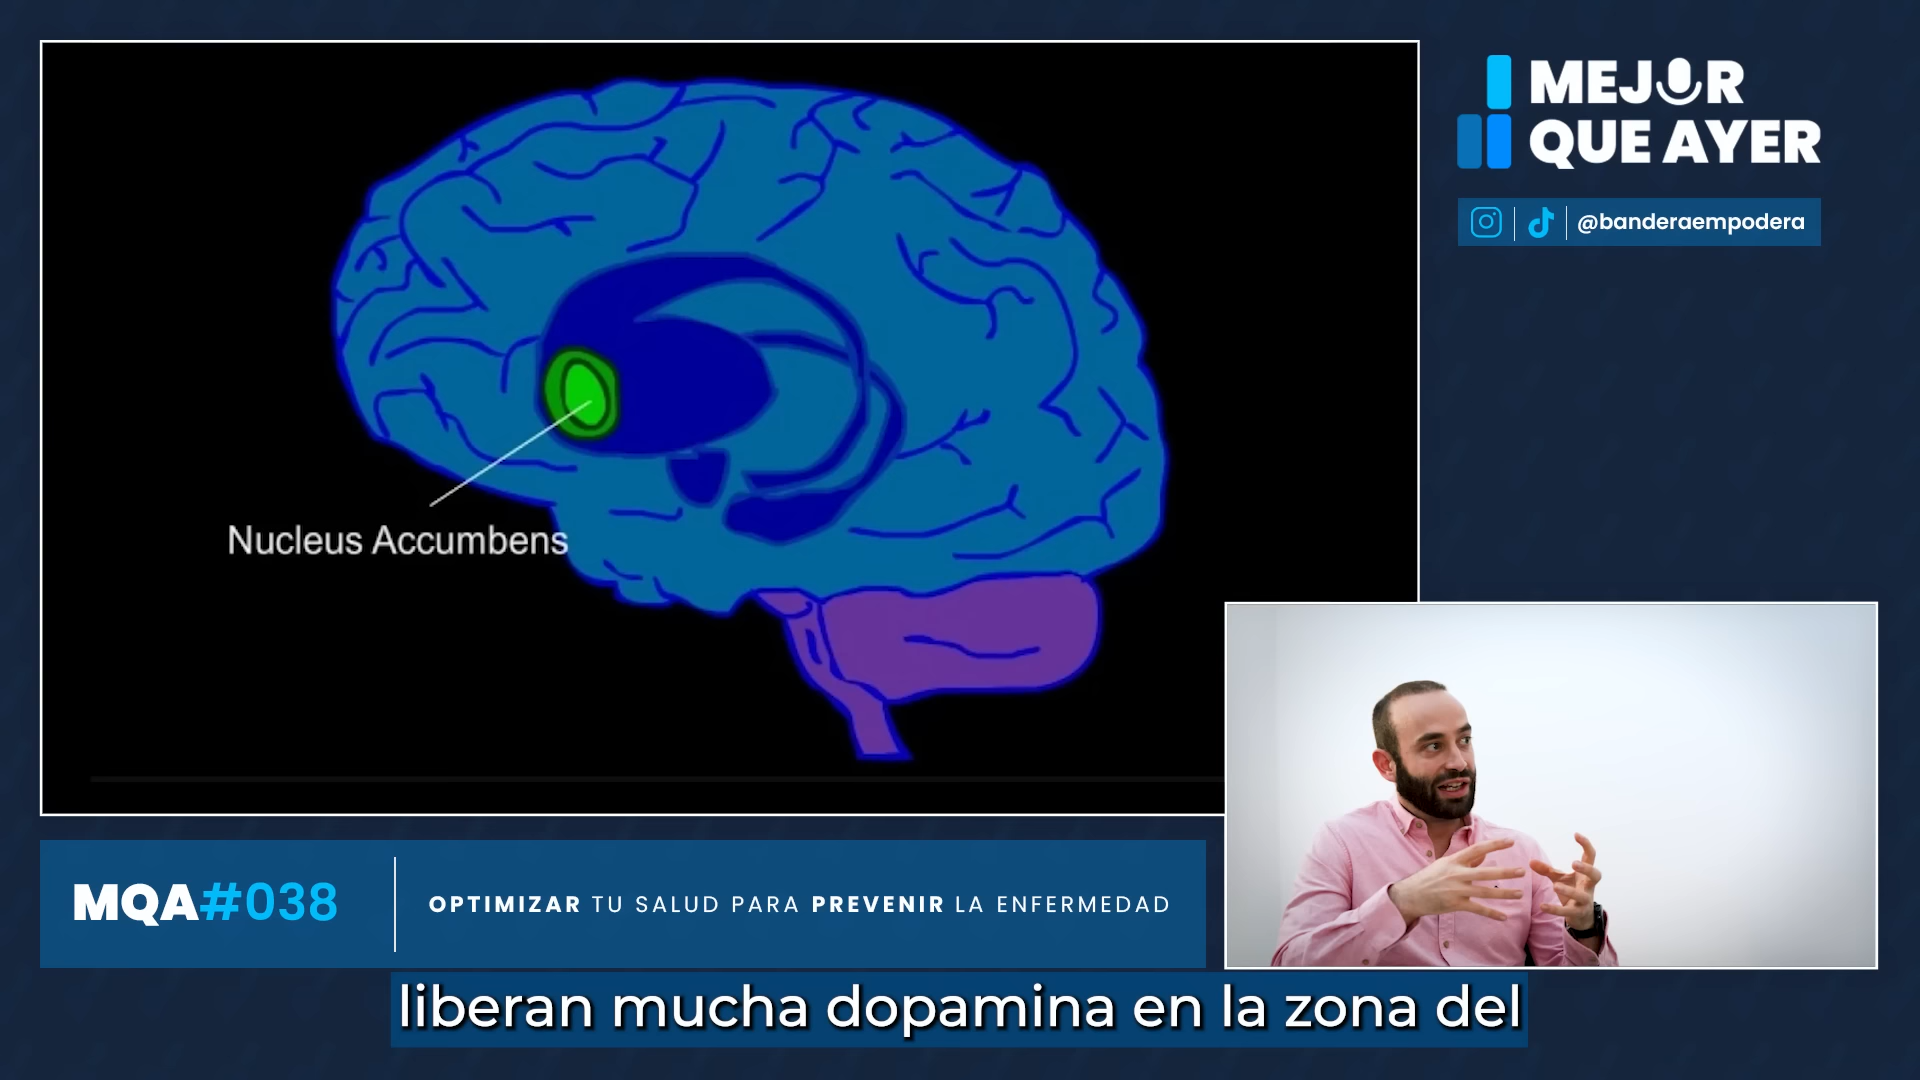 MEJOR
QUE AYER
@banderaempodera
Nucleus Accumbens
MQA#038
OPTIMIZAR TU SALUD PARA PREVENIR LA ENFERMEDAD
liberan mucha dopamina en la zona del